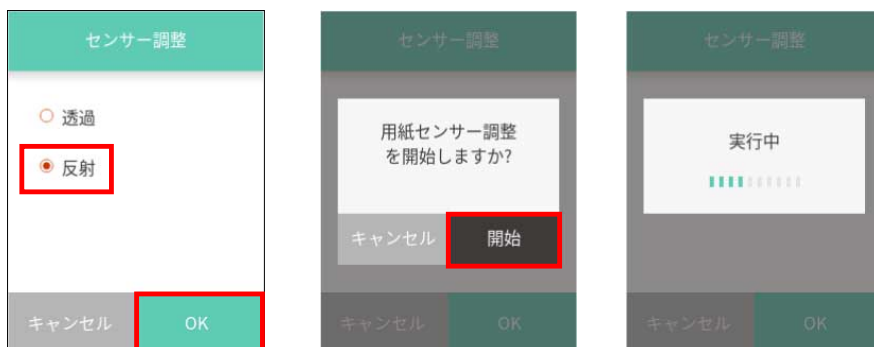 センサー調整
透過
反射
キャンセル OK
センサー調整
用紙センサー調整
を開始しますか?
キャンセル 開始
キャンセル OK
センサー調整
実行中
キャンセル OK